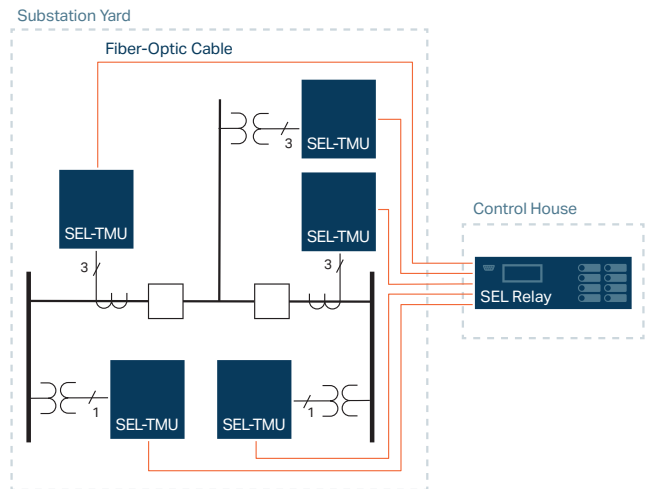 Substation Yard
Fiber-Optic Cable
3
SEL-TMU
SEL-TMU
SEL-TMU
3
3
Control House
SEL Relay
1
SEL-TMU
SEL-TMU
1